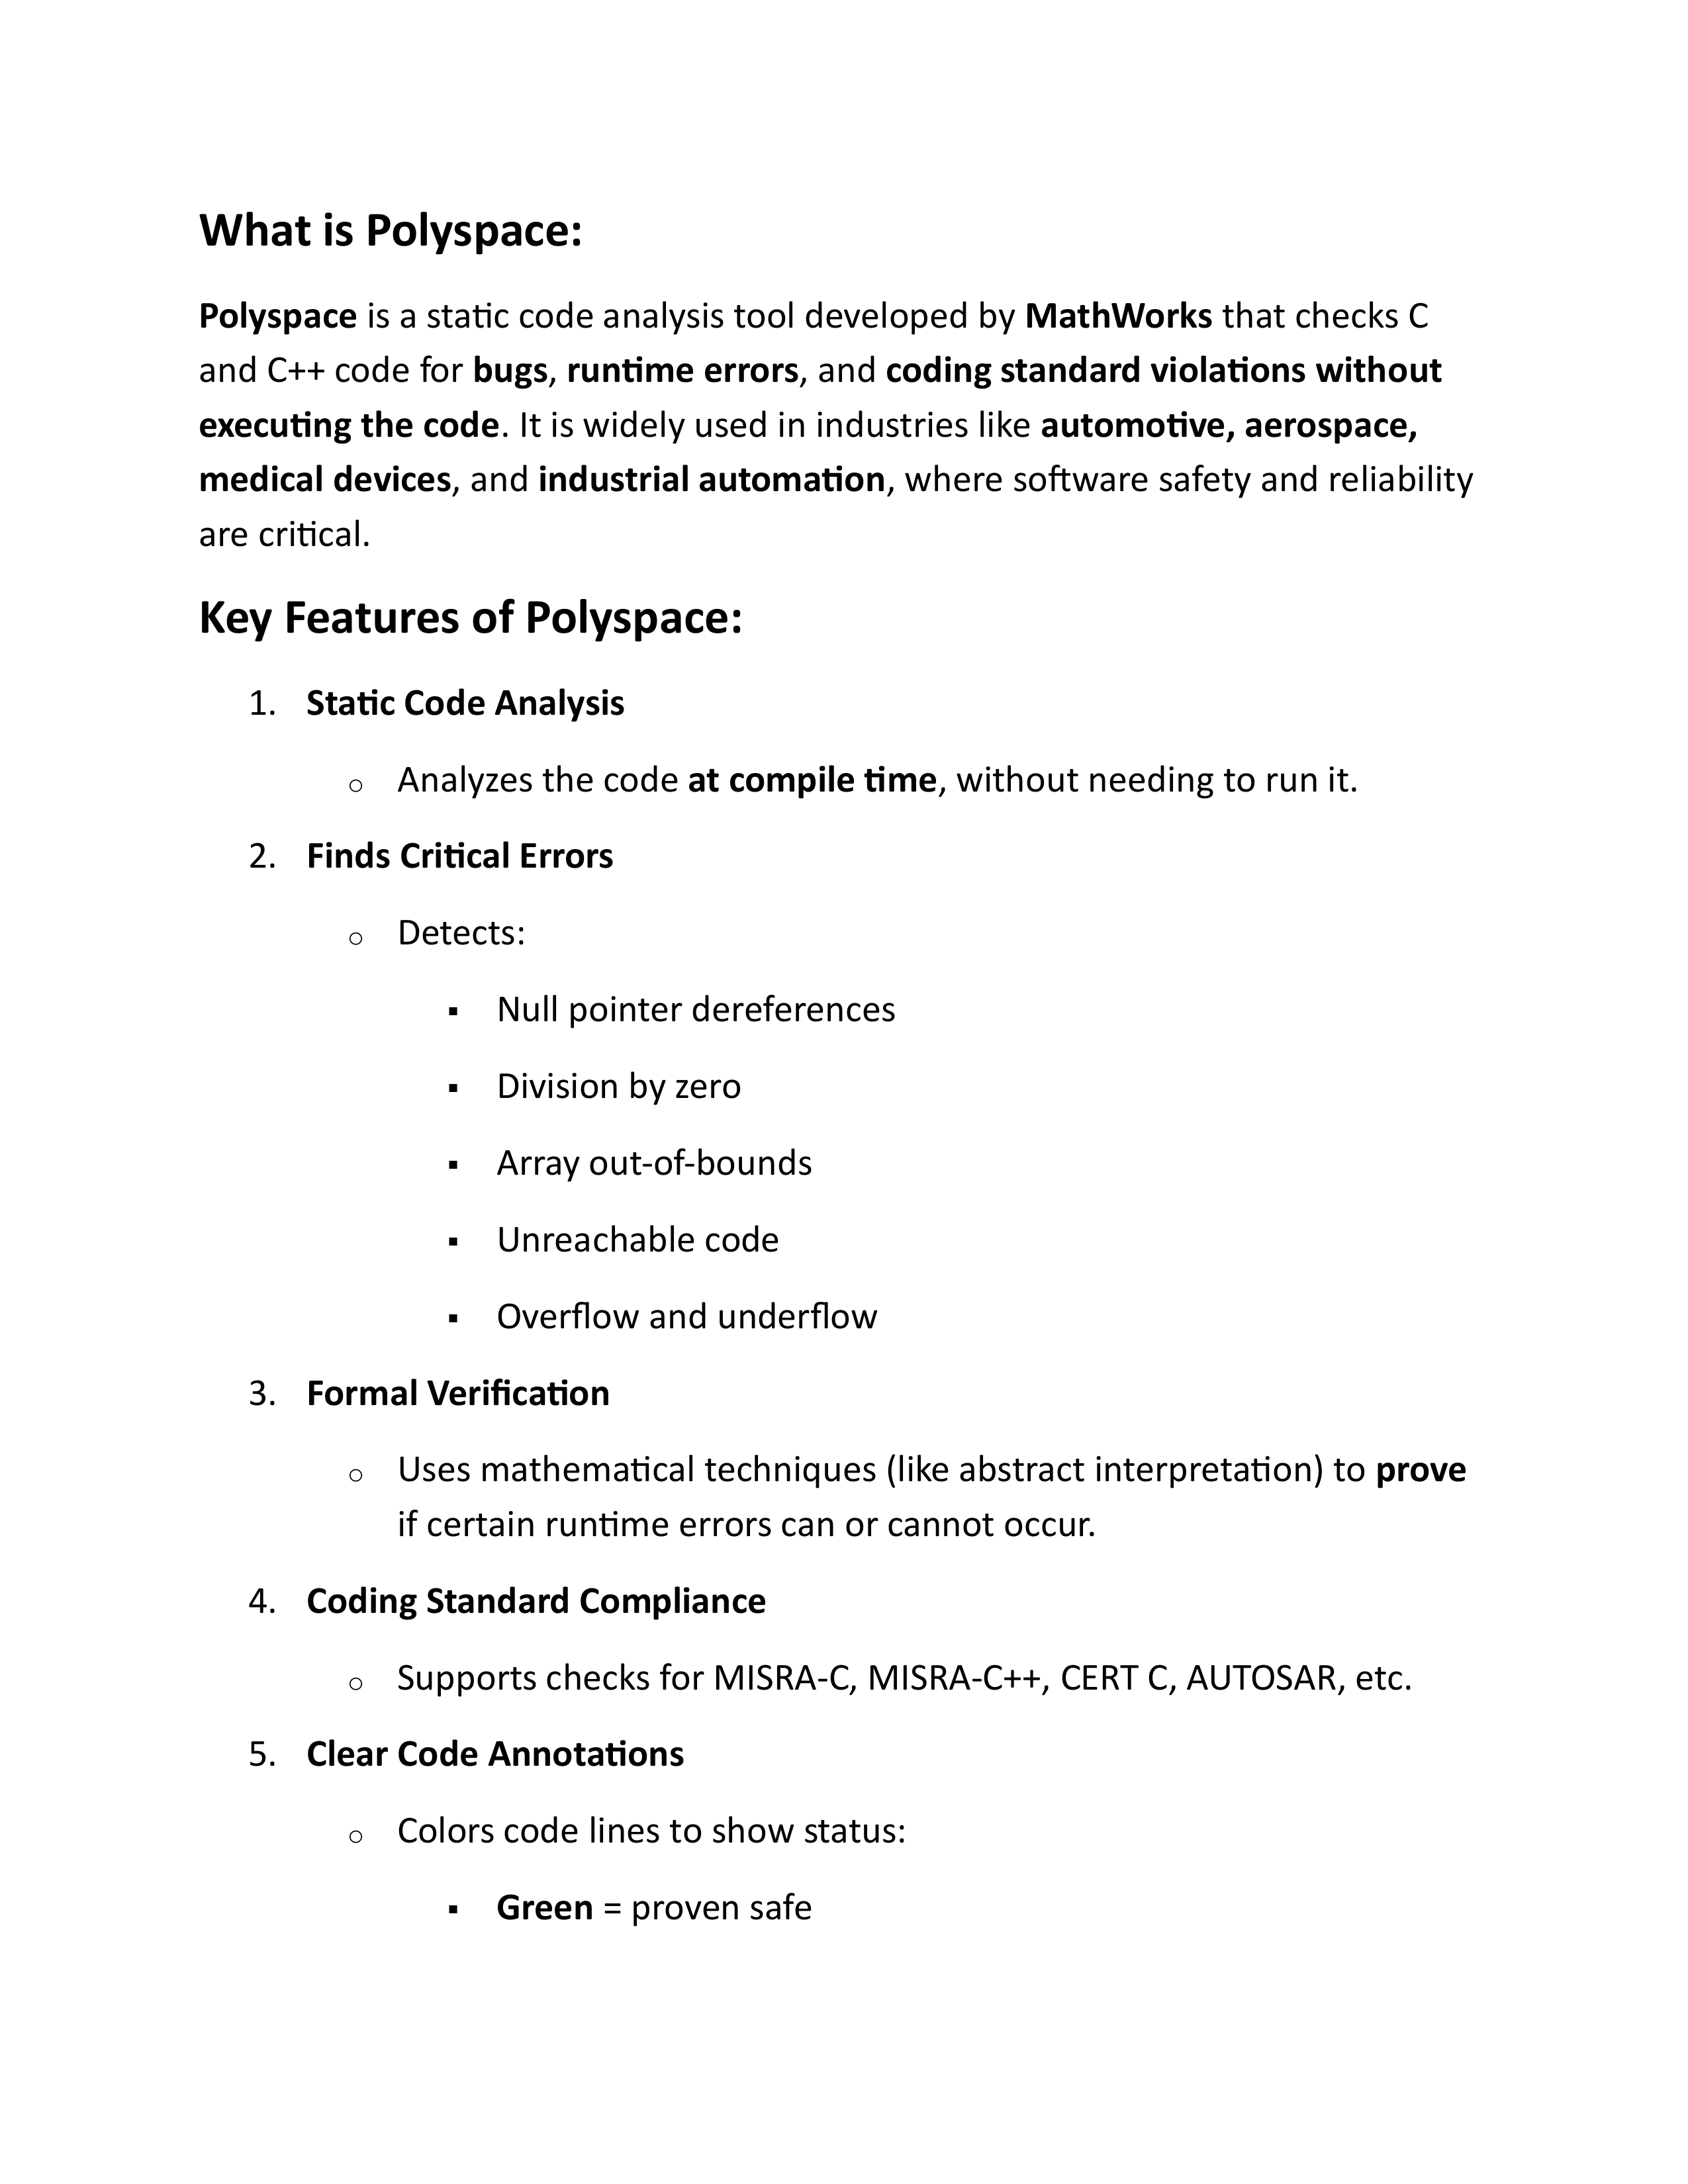 What is Polyspace:
Polyspace is a static code analysis tool developed by MathWorks that checks C
and C++ code for bugs, runtime errors, and coding standard violations without
executing the code. It is widely used in industries like automotive, aerospace,
medical devices, and industrial automation, where software safety and reliability
are critical.
Key Features of Polyspace:
1. Static Code Analysis
○ Analyzes the code at compile time, without needing to run it.
2. Finds Critical Errors
○ Detects:
▪ Null pointer dereferences
▪ Division by zero
▪ Array out-of-bounds
▪ Unreachable code
▪ Overflow and underflow
3. Formal Verification
○ Uses mathematical techniques (like abstract interpretation) to prove
if certain runtime errors can or cannot occur.
4. Coding Standard Compliance
○ Supports checks for MISRA-C, MISRA-C++, CERT C, AUTOSAR, etc.
5. Clear Code Annotations
○ Colors code lines to show status:
▪ Green = proven safe